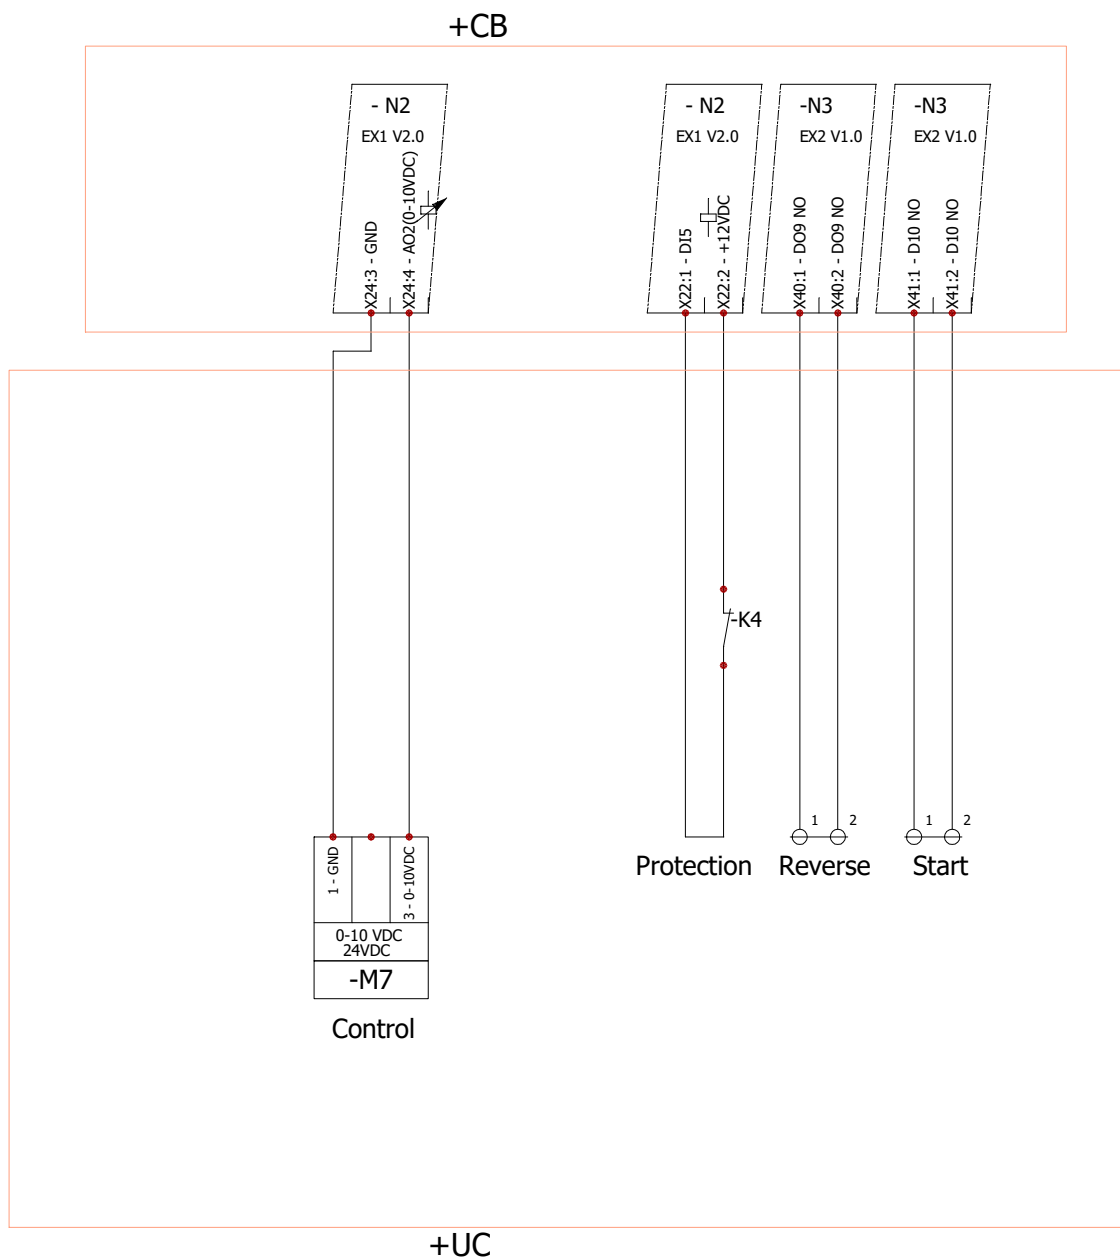 +CB
- N2
EX1 V2.0
X24:3 - GND
X24:4 - AO2(0-10VDC)
- N2
EX1 V2.0
X22:1 - DI5
X22:2 - +12VDC
-N3
EX2 V1.0
X40:1 - DO9 NO
X40:2 - DO9 NO
-N3
EX2 V1.0
X41:1 - D10 NO
X41:2 - D10 NO
-K4
1 - GND
3 - 0-10VDC
0-10 VDC
24VDC
-M7
Control
Protection
1
2
Reverse
1
2
Start
+UC